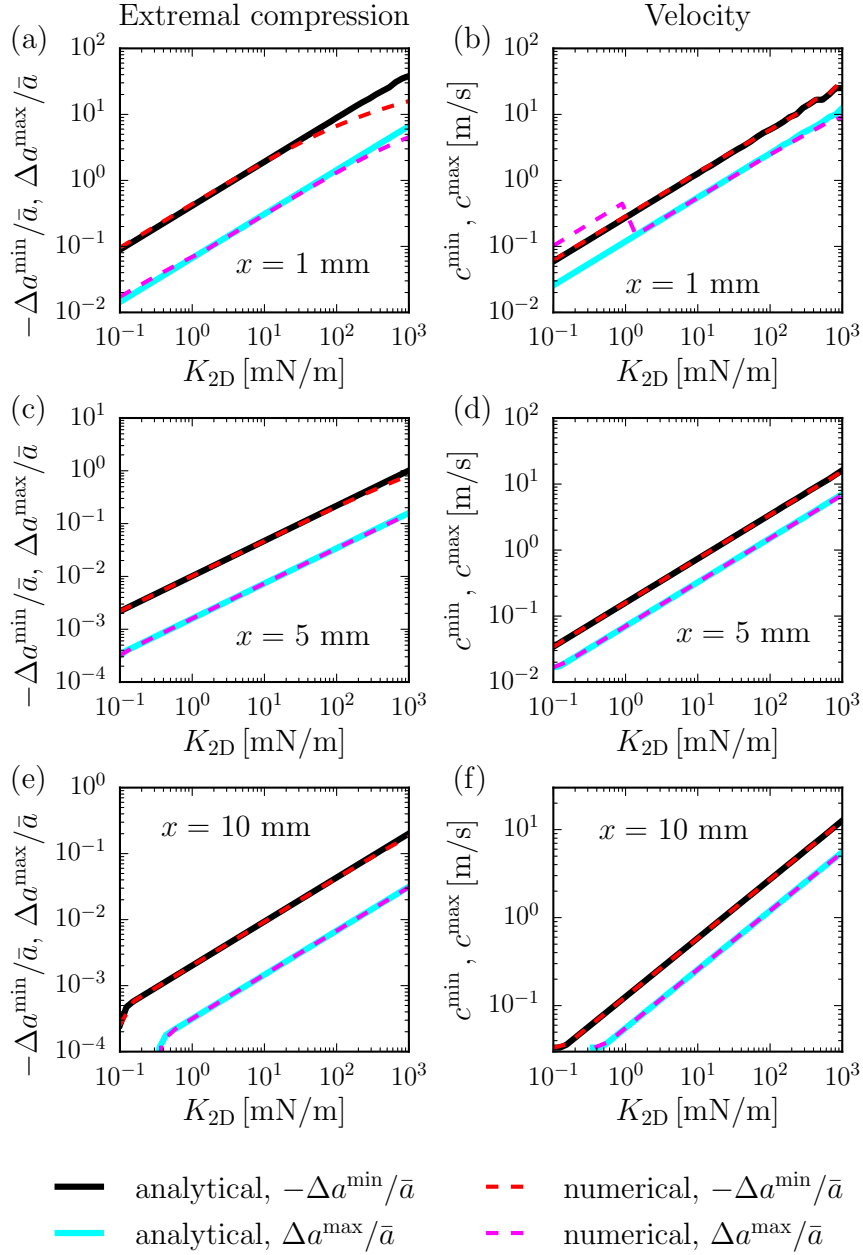 Extremal compression
Velocity
(a)
−Δa^min/ā, Δa^max/ā
10^2
10^1
10^0
10^−1
10^−2
x = 1 mm
10^−1 10^0 10^1 10^2 10^3
K_2D [mN/m]
(b)
c^min , c^max [m/s]
10^2
10^1
10^0
10^−1
10^−2
x = 1 mm
10^−1 10^0 10^1 10^2 10^3
K_2D [mN/m]
(c)
−Δa^min/ā, Δa^max/ā
10^1
10^0
10^−1
10^−2
10^−3
10^−4
x = 5 mm
10^−1 10^0 10^1 10^2 10^3
K_2D [mN/m]
(d)
c^min , c^max [m/s]
10^2
10^1
10^0
10^−1
10^−2
x = 5 mm
10^−1 10^0 10^1 10^2 10^3
K_2D [mN/m]
(e)
−Δa^min/ā, Δa^max/ā
10^0
10^−1
10^−2
10^−3
10^−4
x = 10 mm
10^−1 10^0 10^1 10^2 10^3
K_2D [mN/m]
(f)
c^min , c^max [m/s]
10^1
10^0
10^−1
x = 10 mm
10^−1 10^0 10^1 10^2 10^3
K_2D [mN/m]
analytical, −Δa^min/ā
analytical, Δa^max/ā
numerical, −Δa^min/ā
numerical, Δa^max/ā